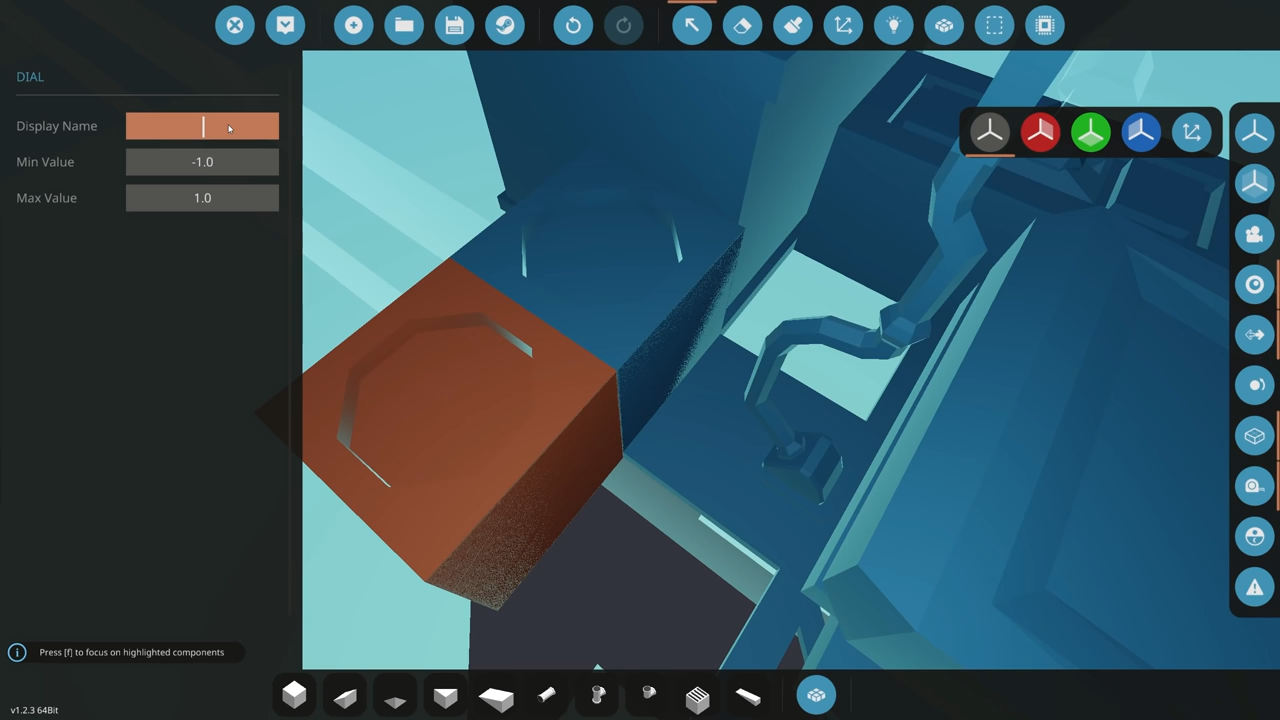 DIAL
Display Name
Min Value -1.0
Max Value 1.0
Press [f] to focus on highlighted components
v1.2.3 64Bit